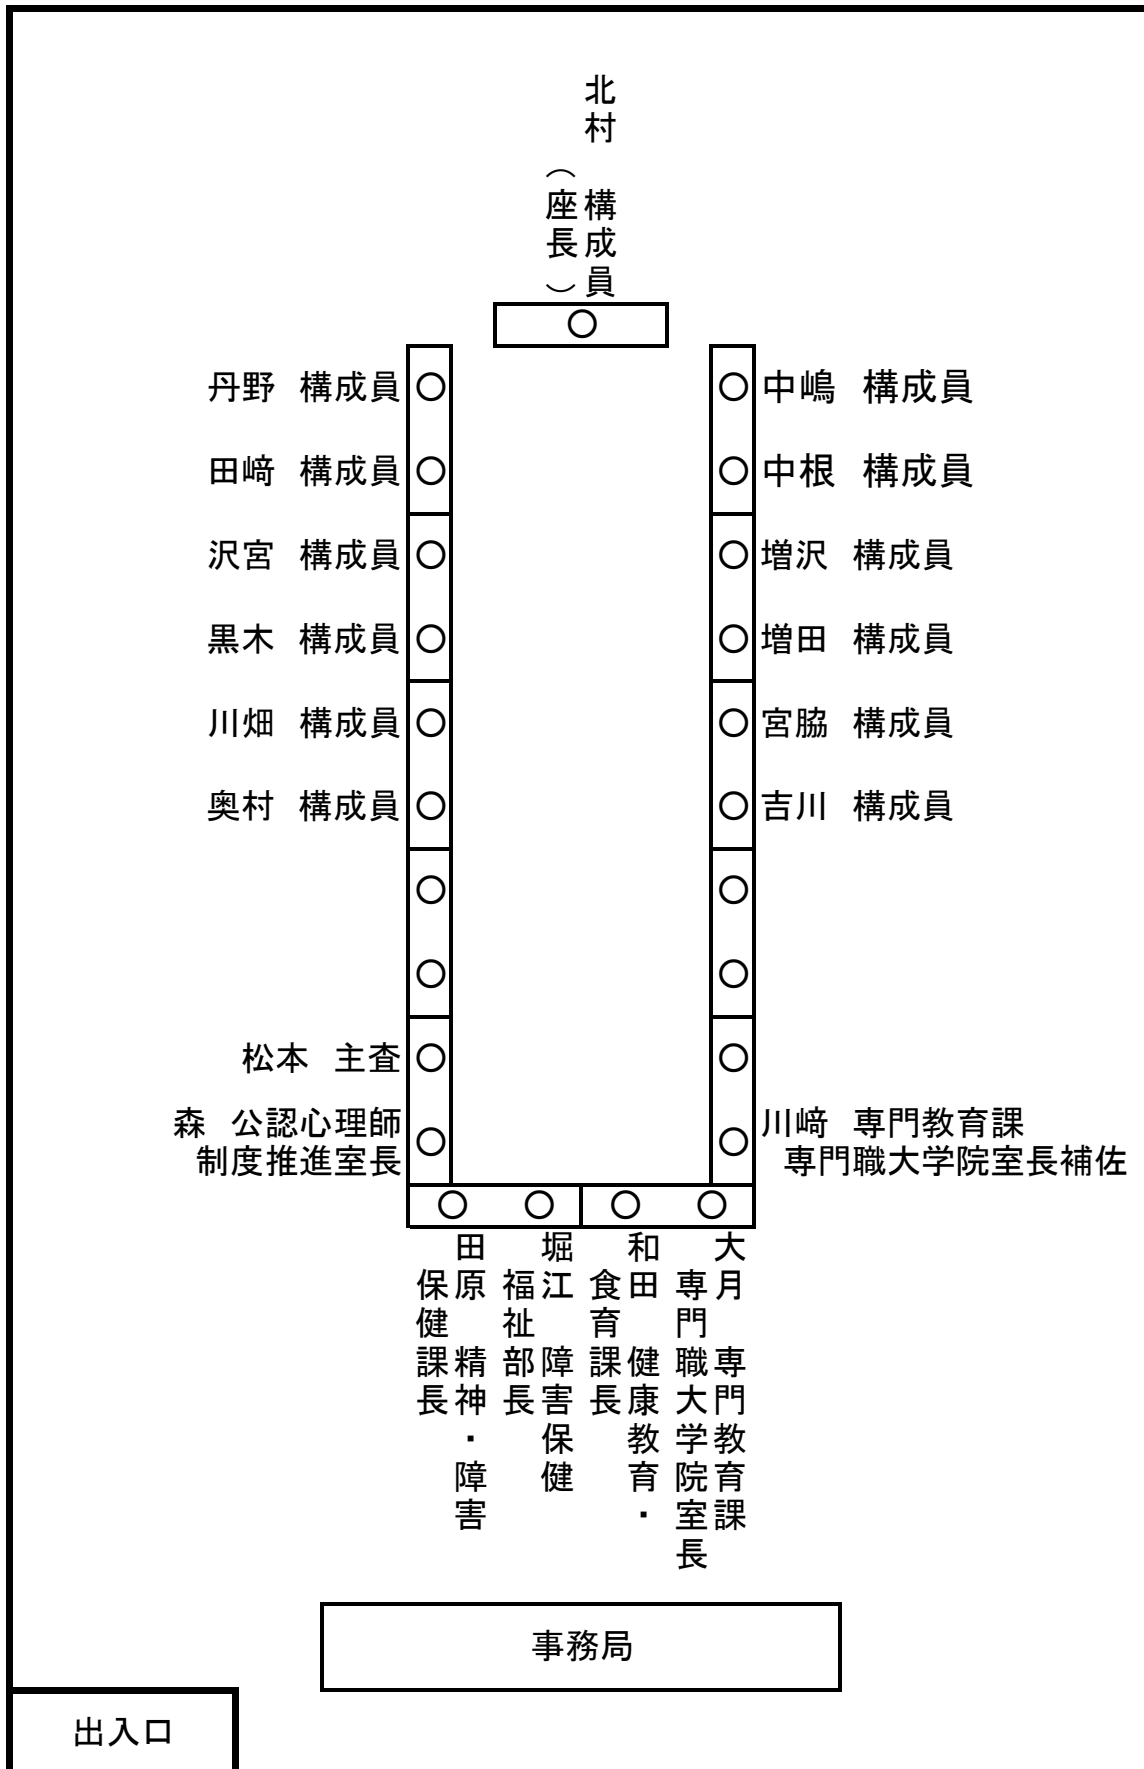 北村 構成員
（座長）
丹野 構成員
中嶋 構成員
田﨑 構成員
中根 構成員
沢宮 構成員
増沢 構成員
黒木 構成員
増田 構成員
川畑 構成員
宮脇 構成員
奥村 構成員
吉川 構成員
松本 主査
森 公認心理師
制度推進室長
川﨑 専門教育課
専門職大学院室長補佐
田原 精神・障害
保健課長
堀江 障害保健
福祉部長
和田 健康教育・
食育課長
大月 専門教育課
専門職大学院室長
事務局
出入口